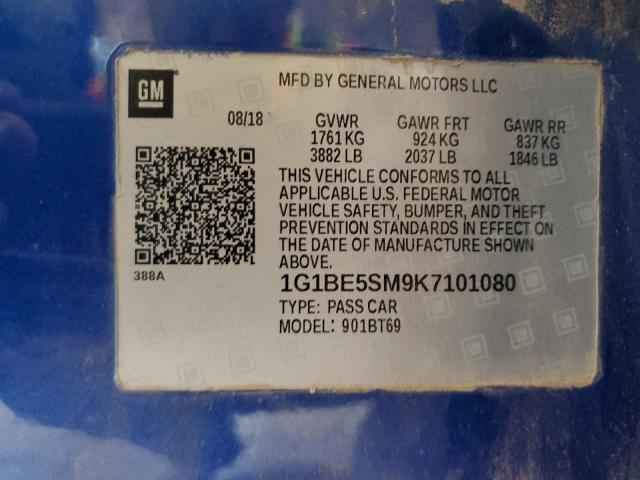 GM
MFD BY GENERAL MOTORS LLC
08/18 GVWR GAWR FRT GAWR RR
1761 KG 924 KG 837 KG
3882 LB 2037 LB 1846 LB
THIS VEHICLE CONFORMS TO ALL
APPLICABLE U.S. FEDERAL MOTOR
VEHICLE SAFETY, BUMPER, AND THEFT
PREVENTION STANDARDS IN EFFECT ON
THE DATE OF MANUFACTURE SHOWN
ABOVE.
388A
1G1BE5SM9K7101080
TYPE: PASS CAR
MODEL: 901BT69